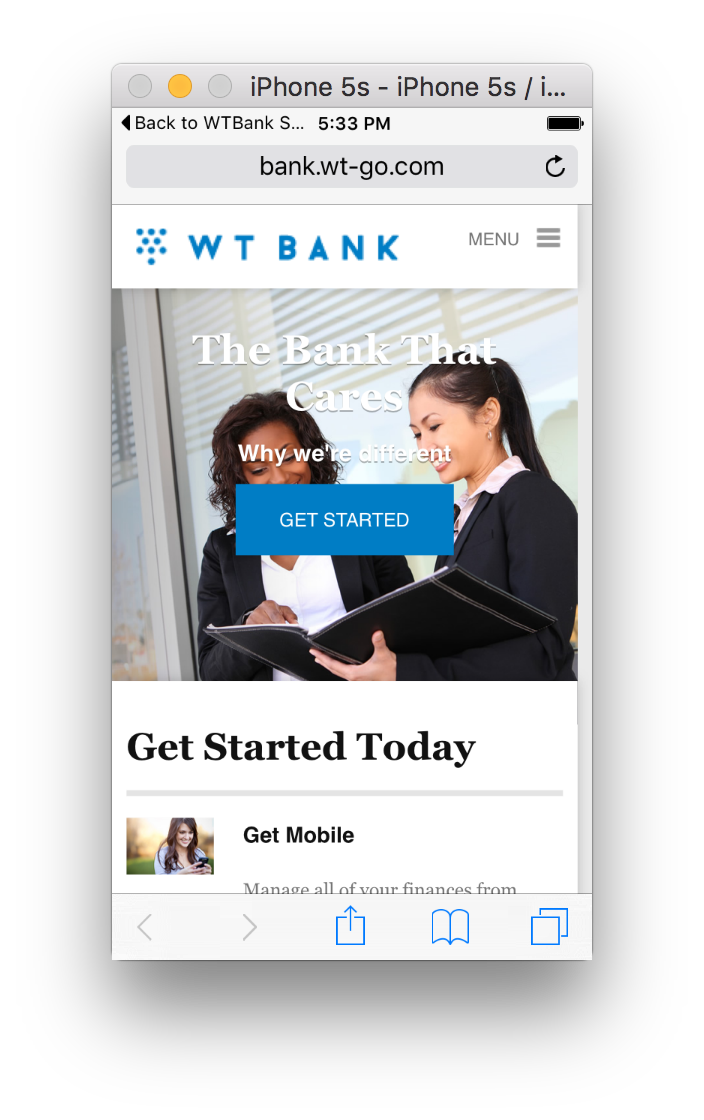 iPhone 5s - iPhone 5s / i...
Back to WTBank S... 5:33 PM
bank.wt-go.com
WT BANK
MENU
The Bank That
Cares
Why we're different
GET STARTED
Get Started Today
Get Mobile
Manage all of your finances from